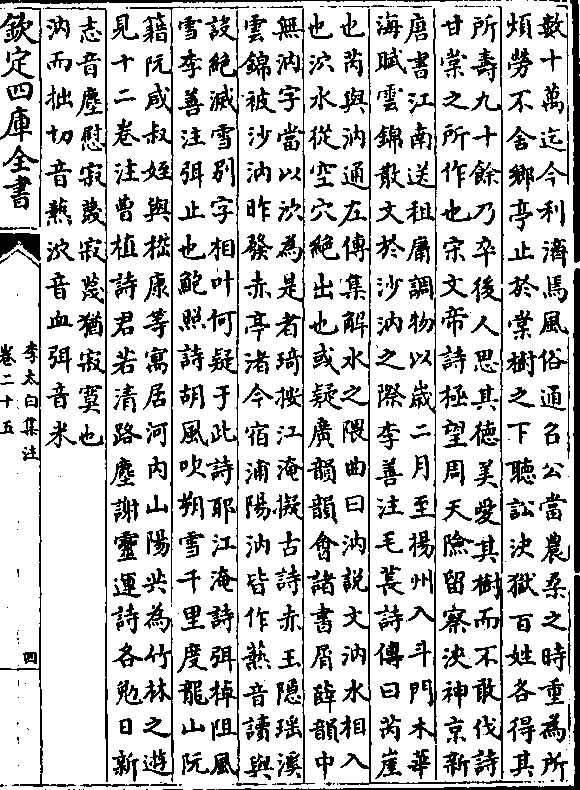 數十萬迄今利濟焉風俗通召公當農桑之時重為所
煩勞不舍鄉亭止於棠樹之下聽訟決獄百姓各得其
所壽九十餘乃卒後人思其德美愛其樹而不敢伐詩
甘棠之所作也宗文帝詩極望周天險留察浹神京新
唐書江南送租庸調物以歲二月至揚州入斗門木華
海賦雲錦散文於沙汭之際李善注毛萇詩傳曰芮崖
也芮與汭通左傳集解水之隈曲曰汭說文汭水相入
也泬水從空穴絕出也或疑廣韻韻會諸書屑薛韻中
無汭字當以泬為是者琦按江淹擬古詩赤玉隱瑶溪
雲錦被沙汭昨發赤亭渚今宿浦陽汭皆作爇音讀與
設絕滅雪別字相叶何疑于此詩耶江淹詩弭棹阻風
雪李善注弭止也鮑照詩胡風吹朔雪千里度龍山阮
籍阮咸叔姪與嵇康等寓居河內山陽共為竹林之遊
見十二卷注曹植詩君若清路塵謝靈運詩各勉日新
志音塵慰寂蔑寂蔑猶寂寞也
汭而拙切音爇泬音血弭音米
欽定四庫全書
李太白集注
卷二十五
四